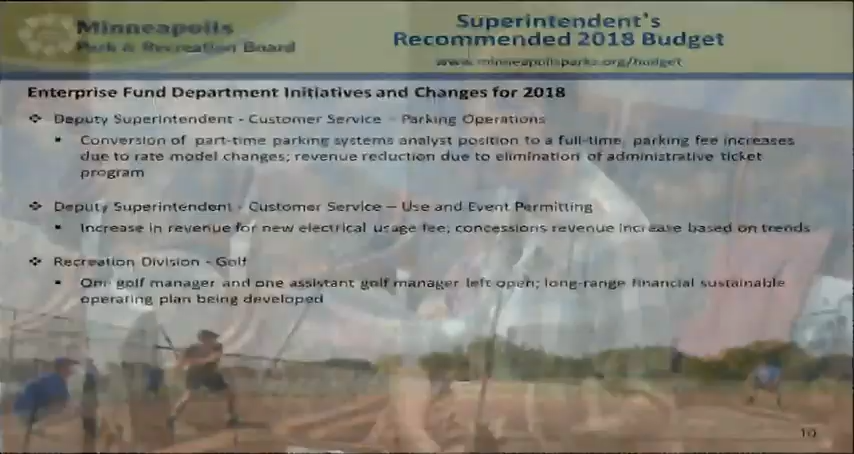 Minneapolis
Park & Recreation Board
Superintendent's
Recommended 2018 Budget
www.minneapolisparks.org/budget
Enterprise Fund Department Initiatives and Changes for 2018
❖ Deputy Superintendent - Customer Service - Parking Operations
▪ Conversion of part-time parking systems analyst position to a full-time, parking fee increases
due to rate model changes; revenue reduction due to elimination of administrative ticket
program
❖ Deputy Superintendent - Customer Service – Use and Event Permitting
▪ Increase in revenue for new electrical usage fee; concessions revenue increase based on trends
❖ Recreation Division - Golf
▪ One golf manager and one assistant golf manager left open; long-range financial sustainable
operating plan being developed
10